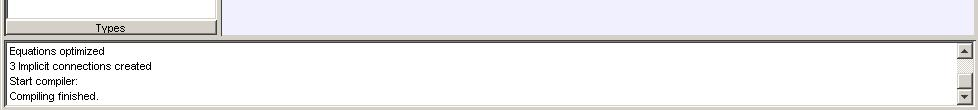 Types
Equations optimized
3 Implicit connections created
Start compiler:
Compiling finished.